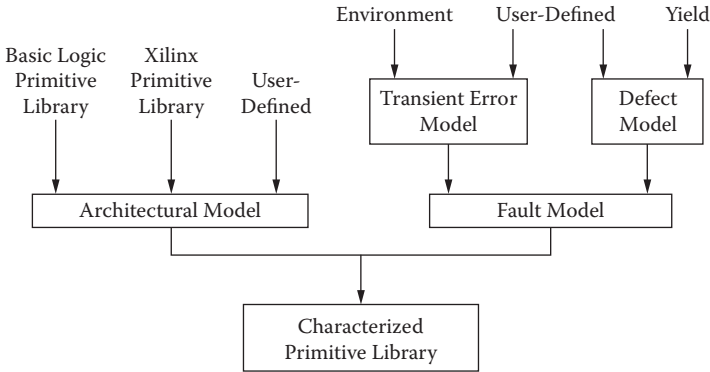 Environment
User-Defined
Yield
Basic Logic
Primitive
Library
Xilinx
Primitive
Library
User-
Defined
Transient Error
Model
Defect
Model
Architectural Model
Fault Model
Characterized
Primitive Library